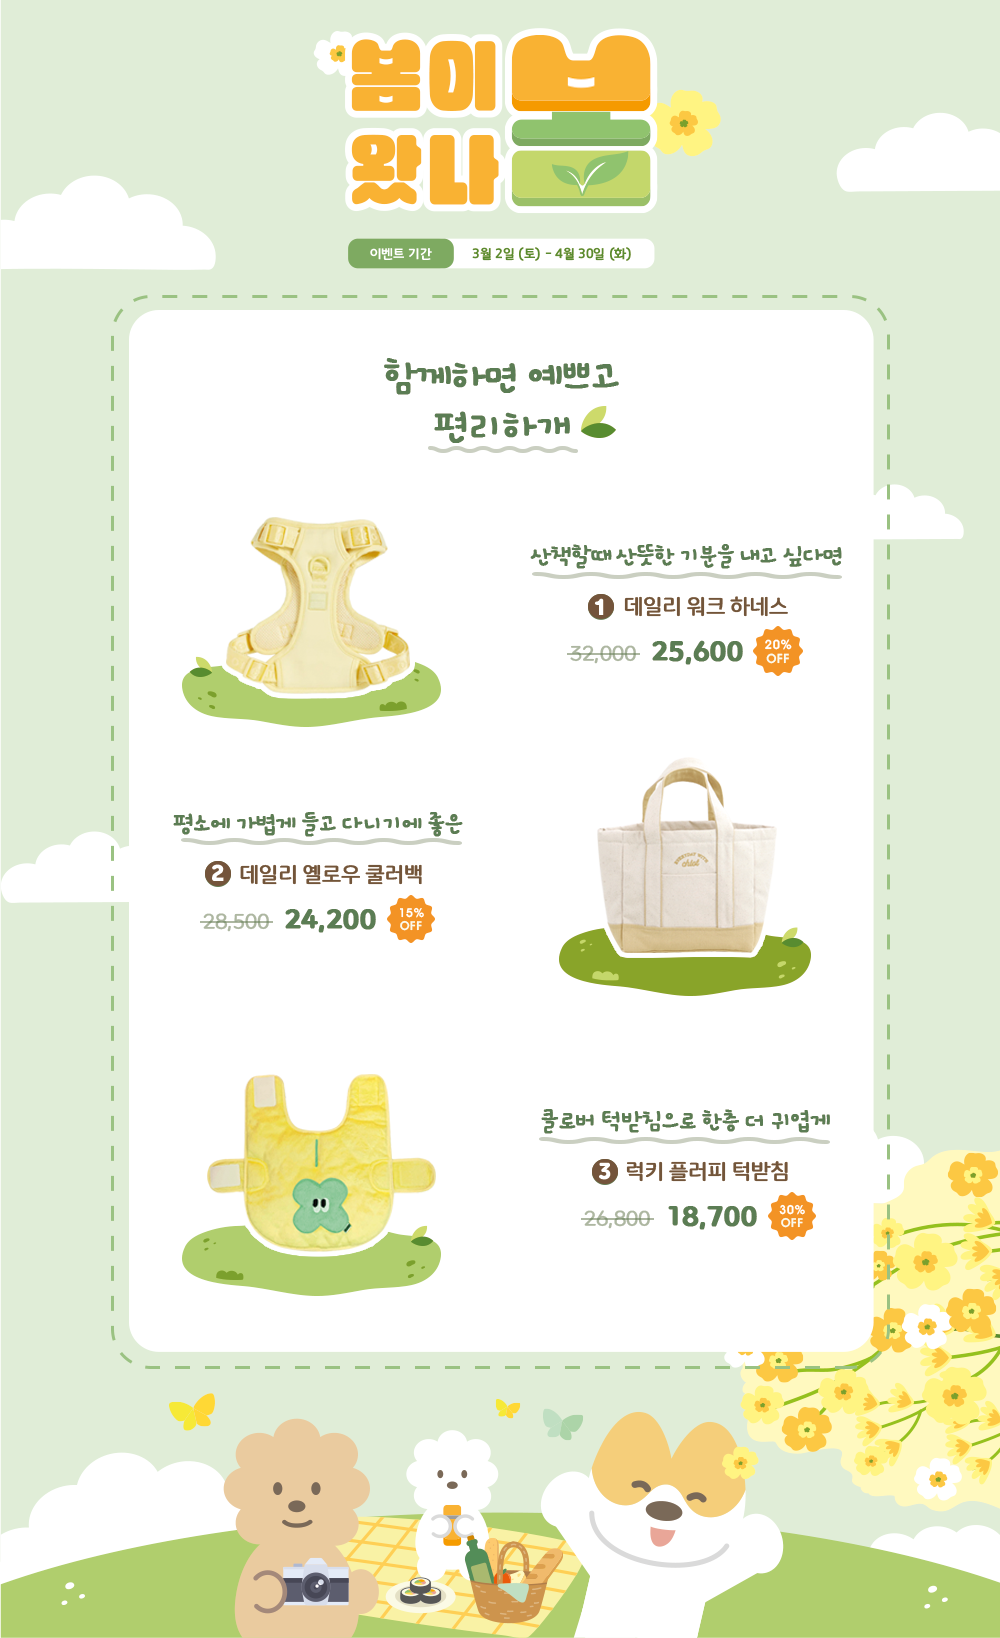 봄이
왔나
봄
이벤트 기간
3월 2일 (토) - 4월 30일 (화)
함께하면 예쁘고
편리하개
산책할때 산뜻한 기분을 내고 싶다면
1 데일리 워크 하네스
32,000 25,600 20% OFF
평소에 가볍게 들고 다니기에 좋은
2 데일리 옐로우 쿨러백
28,500 24,200 15% OFF
클로버 턱받침으로 한층 더 귀엽게
3 럭키 플러피 턱받침
26,800 18,700 30% OFF